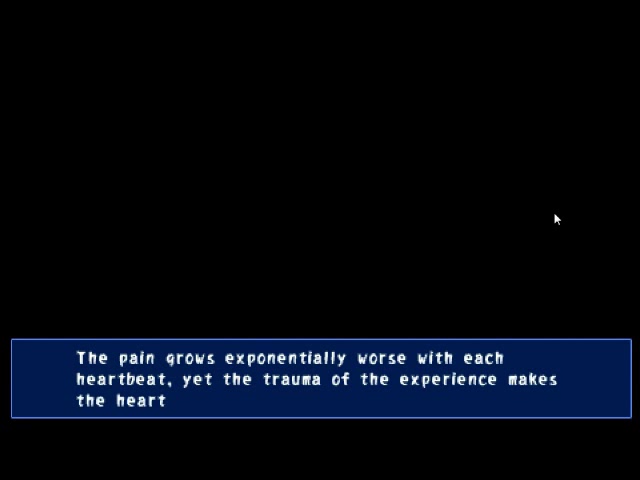 The pain grows exponentially worse with each
heartbeat, yet the trauma of the experience makes
the heart